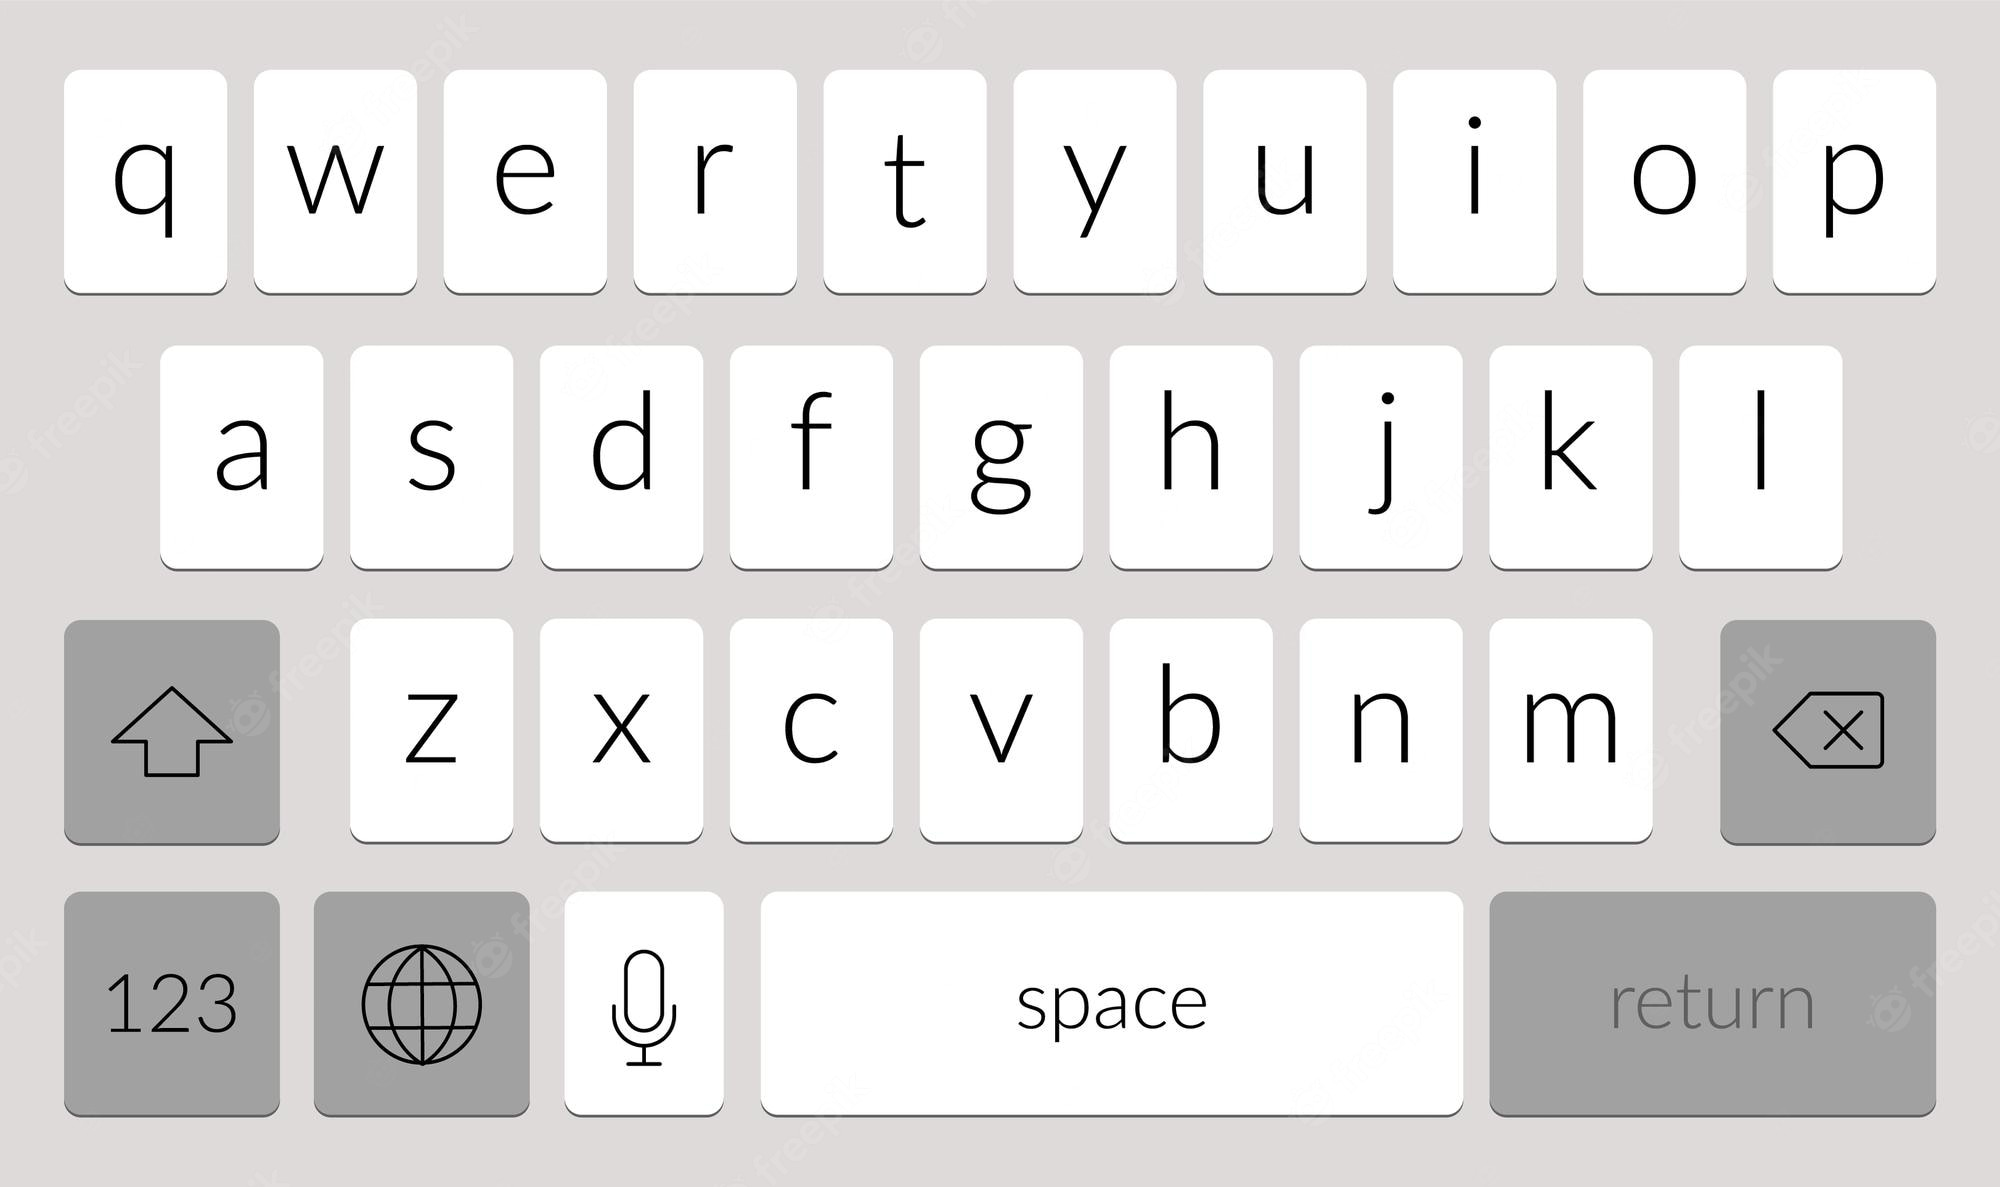 q w e r t y u i o p
a s d f g h j k l
z x c v b n m
123 space return